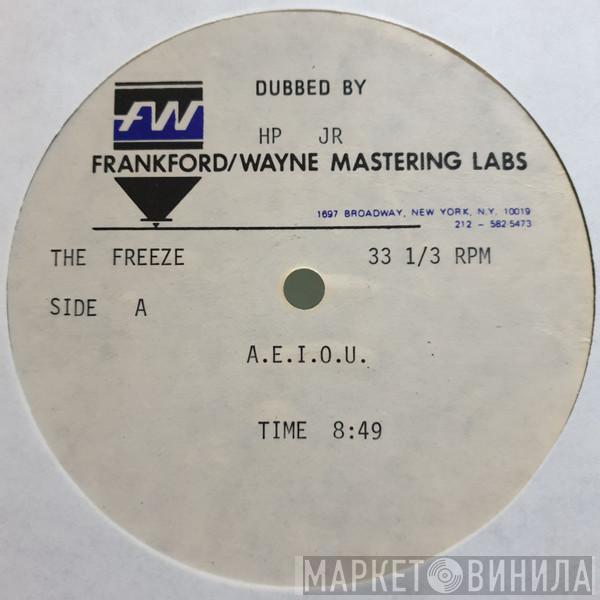 DUBBED BY
fW
HP JR
FRANKFORD/WAYNE MASTERING LABS
1697 BROADWAY, NEW YORK, N.Y. 10019
212 - 582-5473
THE FREEZE 33 1/3 RPM
SIDE A
A.E.I.O.U.
TIME 8:49
МАРКЕТ ВИНИЛА